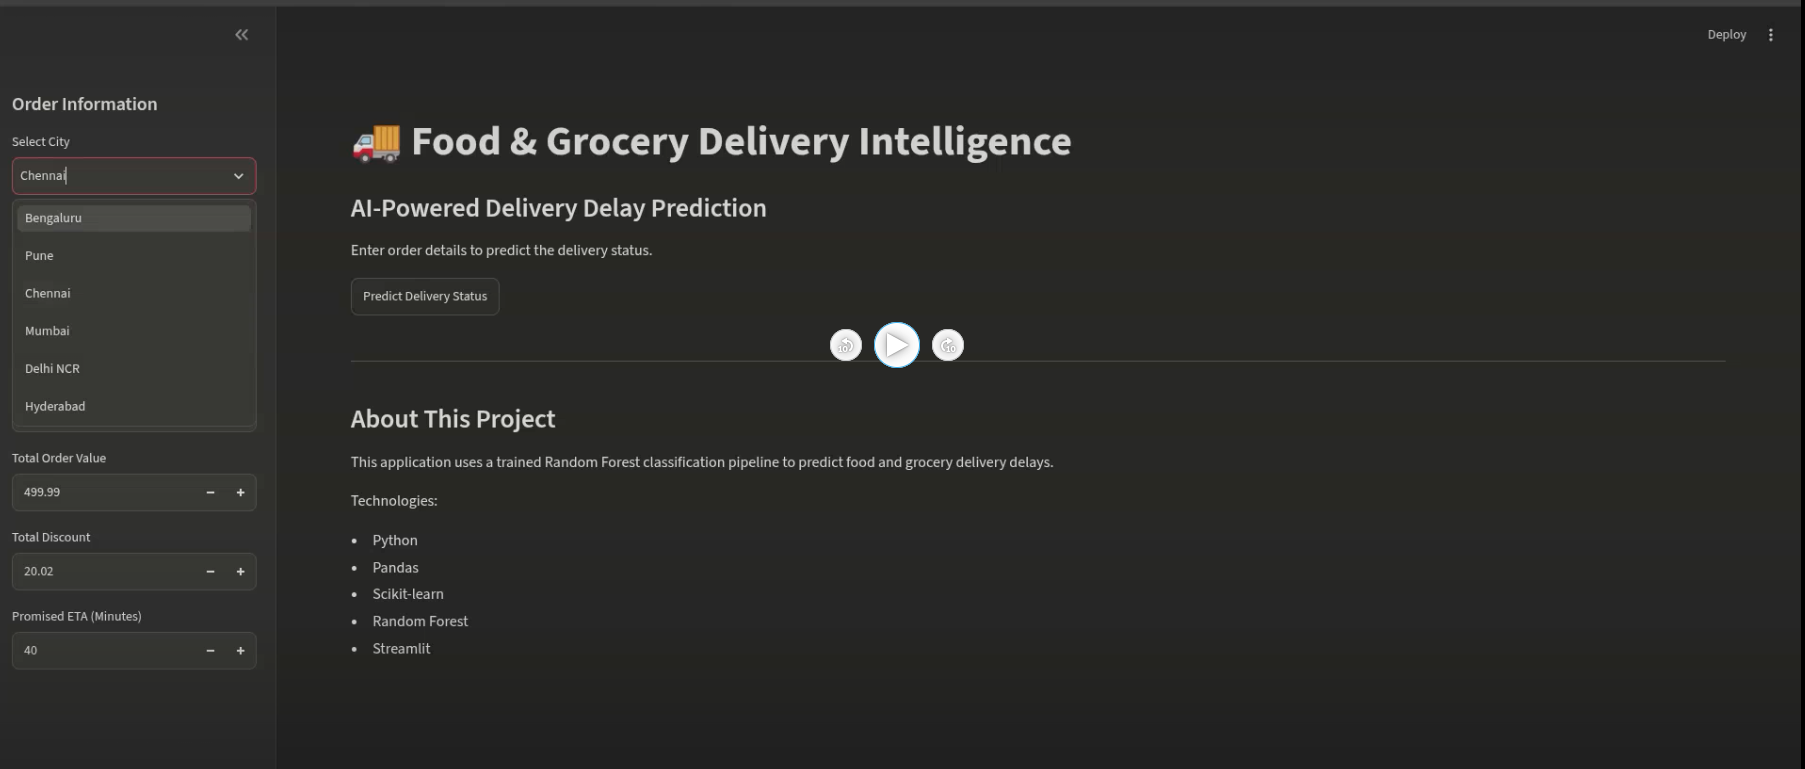 Deploy
Order Information
Select City
Chennai
Bengaluru
Pune
Chennai
Mumbai
Delhi NCR
Hyderabad
Total Order Value
499.99
Total Discount
20.02
Promised ETA (Minutes)
40
Food & Grocery Delivery Intelligence
AI-Powered Delivery Delay Prediction
Enter order details to predict the delivery status.
Predict Delivery Status
10
10
About This Project
This application uses a trained Random Forest classification pipeline to predict food and grocery delivery delays.
Technologies:
• Python
• Pandas
• Scikit-learn
• Random Forest
• Streamlit